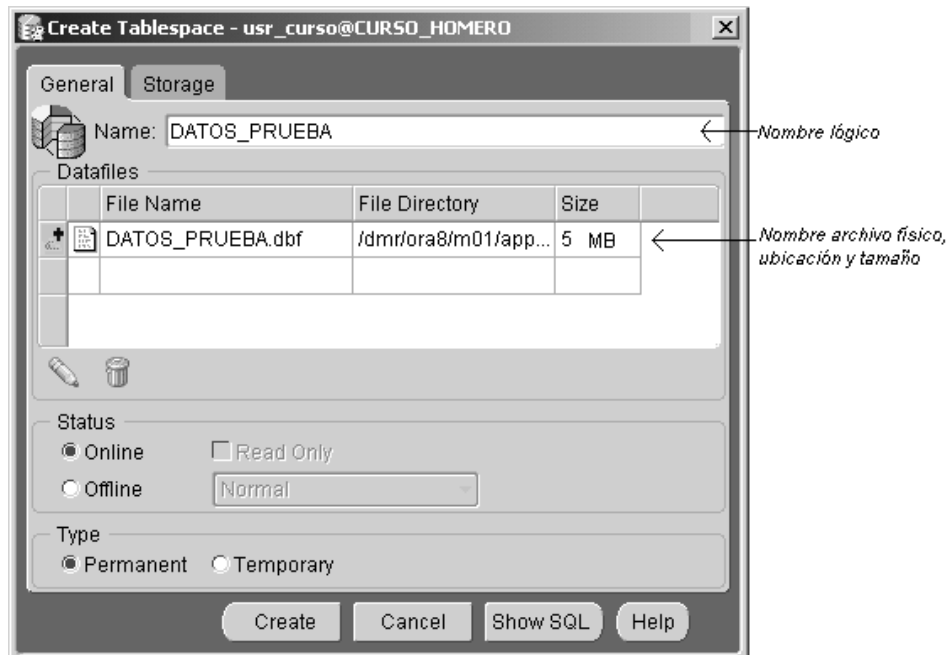 Create Tablespace - usr_curso@CURSO_HOMERO
General Storage
Name: DATOS_PRUEBA
Nombre lógico
Datafiles
File Name File Directory Size
DATOS_PRUEBA.dbf /dmr/ora8/m01/app... 5 MB
Nombre archivo físico,
ubicación y tamaño
Status
Online Read Only
Offline Normal
Type
Permanent Temporary
Create Cancel Show SQL Help